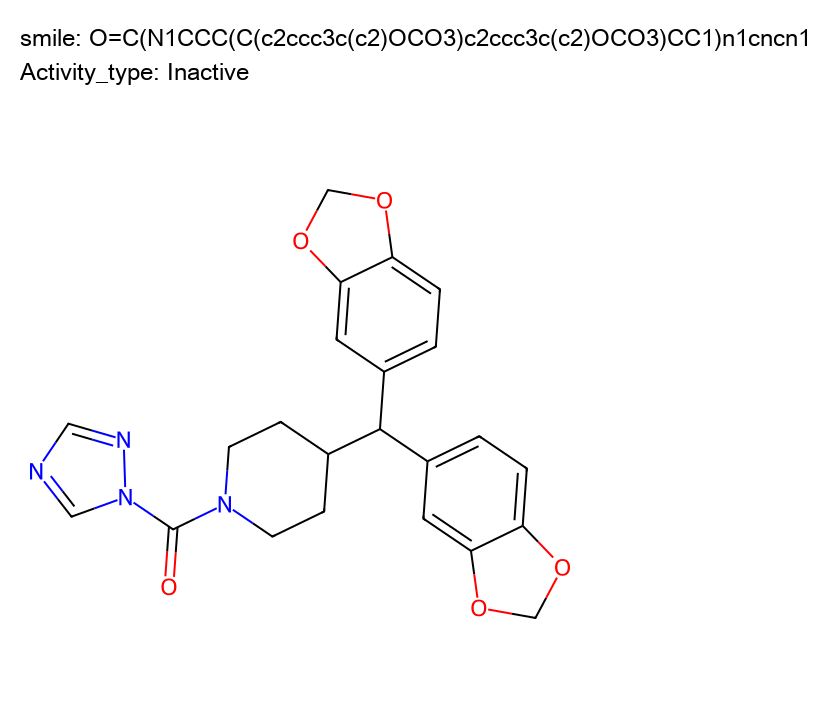 smile: O=C(N1CCC(C(c2ccc3c(c2)OCO3)c2ccc3c(c2)OCO3)CC1)n1cncn1
Activity_type: Inactive
O
O
N
N
N
N
O
O
O